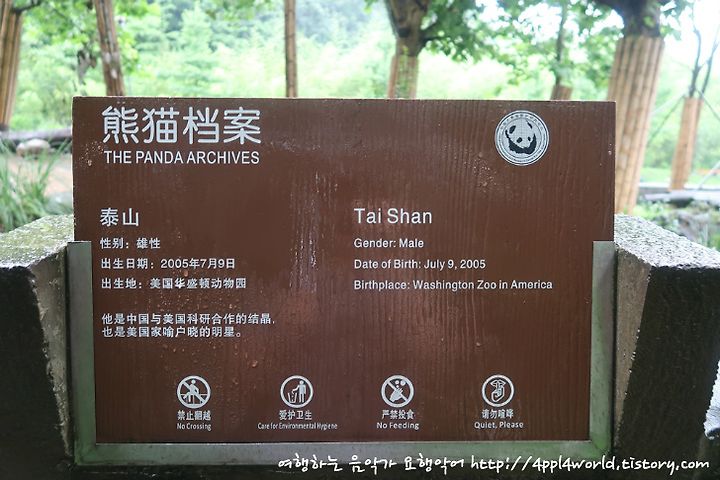 熊猫档案
THE PANDA ARCHIVES
泰山
性别：雄性
出生日期：2005年7月9日
出生地：美国华盛顿动物园
他是中国与美国科研合作的结晶，
也是美国家喻户晓的明星。
Tai Shan
Gender: Male
Date of Birth: July 9, 2005
Birthplace: Washington Zoo in America
禁止翻越
No Crossing
爱护卫生
Care for Environmental Hygiene
严禁投食
No Feeding
请勿喧哗
Quiet, Please
여행하는 음악가 요행악어 http://4ppl4world.tistory.com